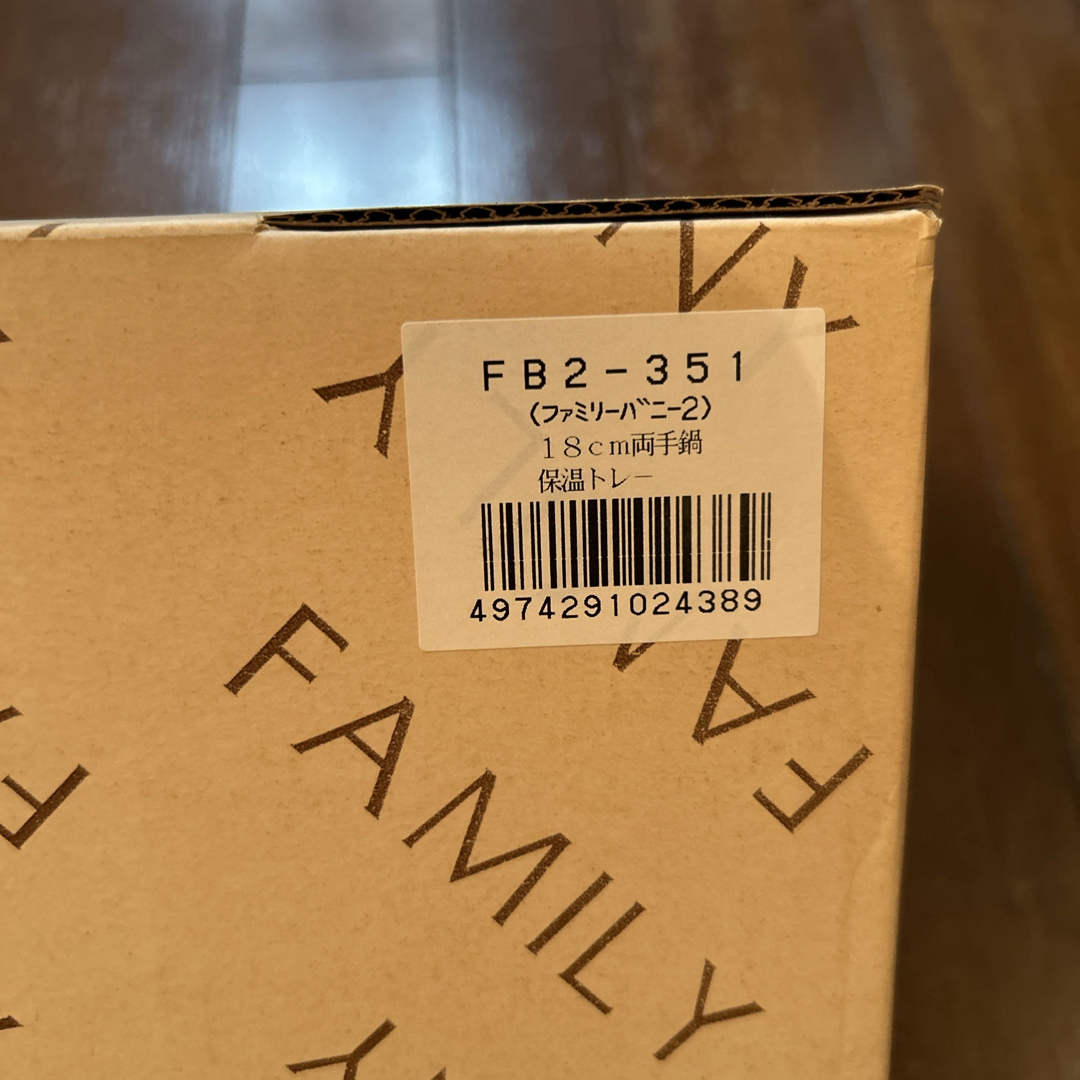 FB2-351
(ファミリーバニー2)
18cm両手鍋
保温トレー
4974291024389
FAMILY